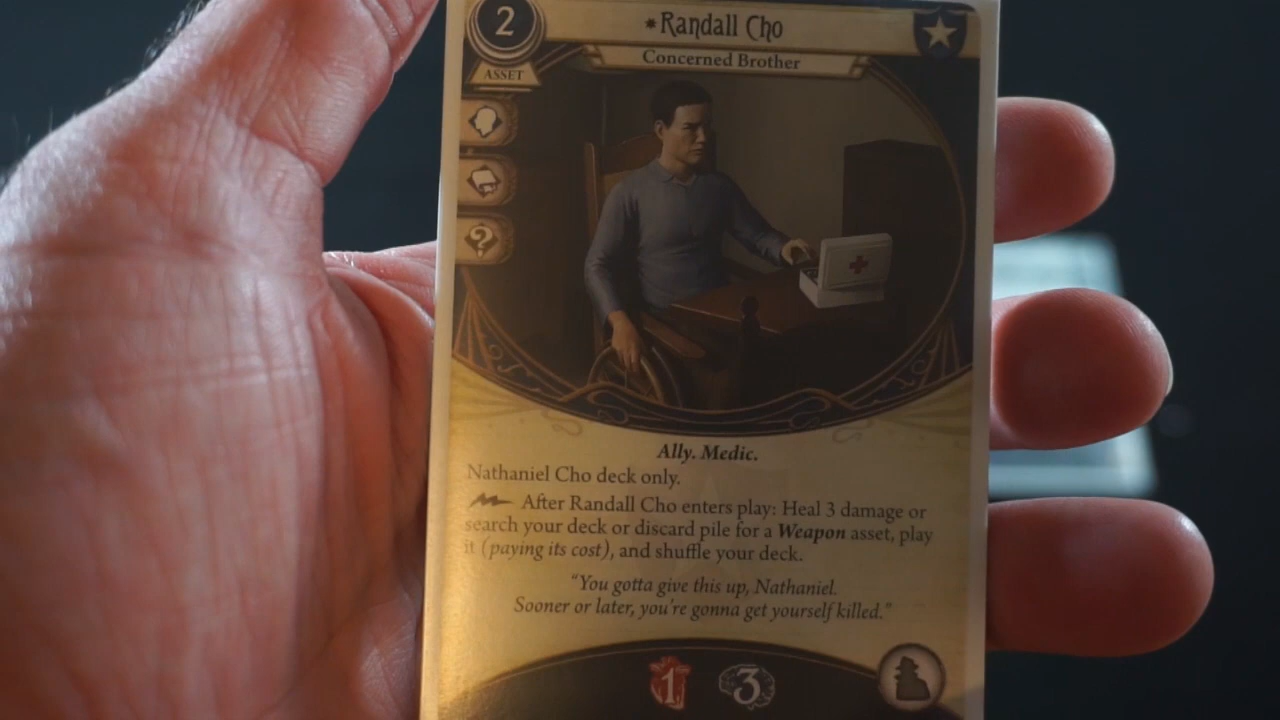 2
*Randall Cho
ASSET
Concerned Brother
?
Ally. Medic.
Nathaniel Cho deck only.
After Randall Cho enters play: Heal 3 damage or
search your deck or discard pile for a Weapon asset, play
it (paying its cost), and shuffle your deck.
"You gotta give this up, Nathaniel.
Sooner or later, you're gonna get yourself killed."
1 3